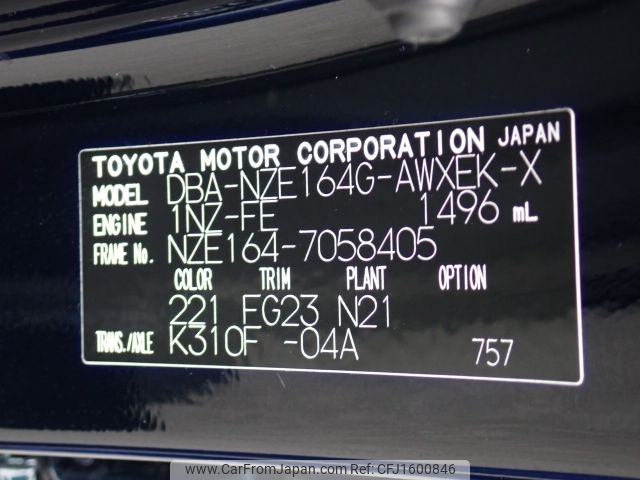 TOYOTA MOTOR CORPORATION JAPAN
MODEL DBA-NZE164G-AWXEK-X
ENGINE 1NZ-FE 1496 mL
FRAME No. NZE164-7058405
COLOR TRIM PLANT OPTION
221 FG23 N21
TRANS./AXLE K310F -04A 757
www.CarFromJapan.com CFJ1600846